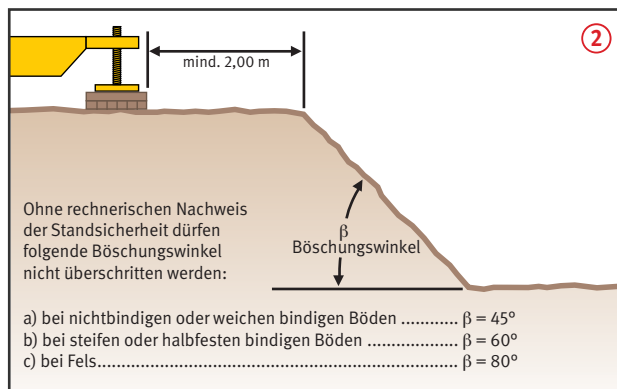 2
mind. 2,00 m
Ohne rechnerischen Nachweis
der Standsicherheit dürfen
folgende Böschungswinkel
nicht überschritten werden:
β
Böschungswinkel
a) bei nichtbindigen oder weichen bindigen Böden ............ β = 45°
b) bei steifen oder halbfesten bindigen Böden ................ β = 60°
c) bei Fels............................................................. β = 80°